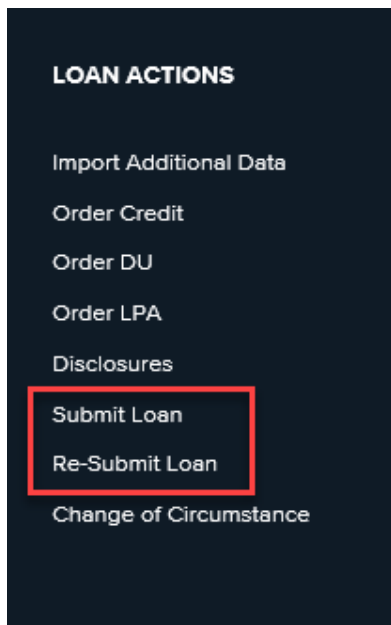 LOAN ACTIONS
Import Additional Data
Order Credit
Order DU
Order LPA
Disclosures
Submit Loan
Re-Submit Loan
Change of Circumstance